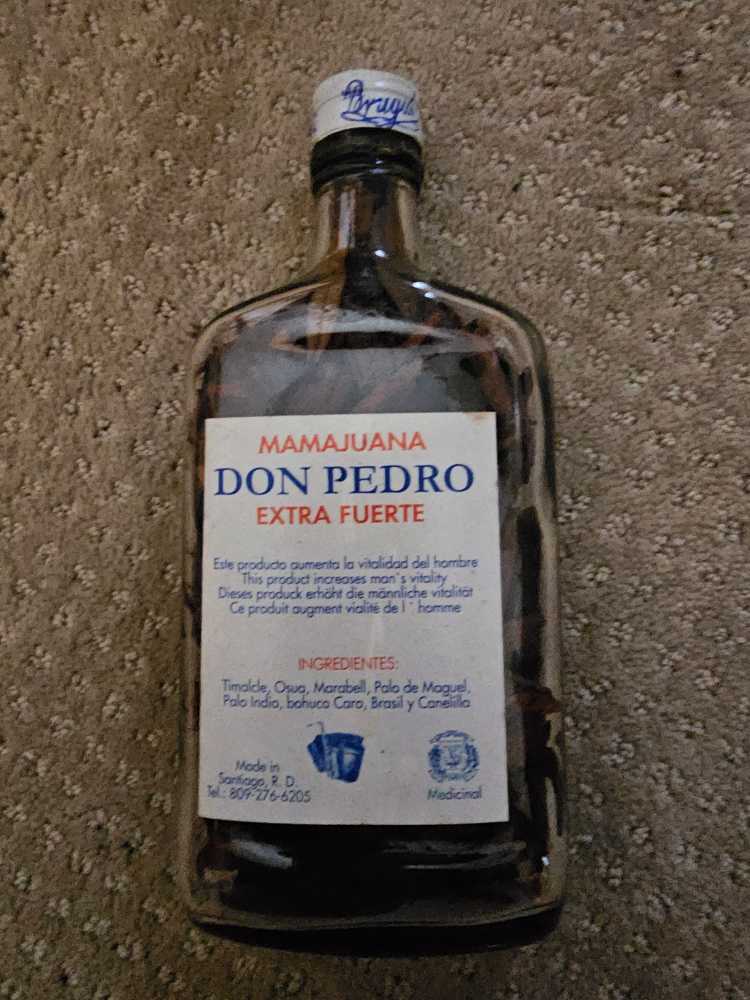 Brugal
MAMAJUANA
DON PEDRO
EXTRA FUERTE
Este producto aumenta la vitalidad del hombre
This product increases man's vitality
Dieses produck erhöht die männliche vitalität
Ce produit augment vialité de l ' homme
INGREDIENTES:
Timalcle, Osua, Marabell, Palo de Maguel,
Palo Indio, bohuco Caro, Brasil y Canelilla
Made in
Santiago, R. D.
Tel.: 809-276-6205
Medicinal